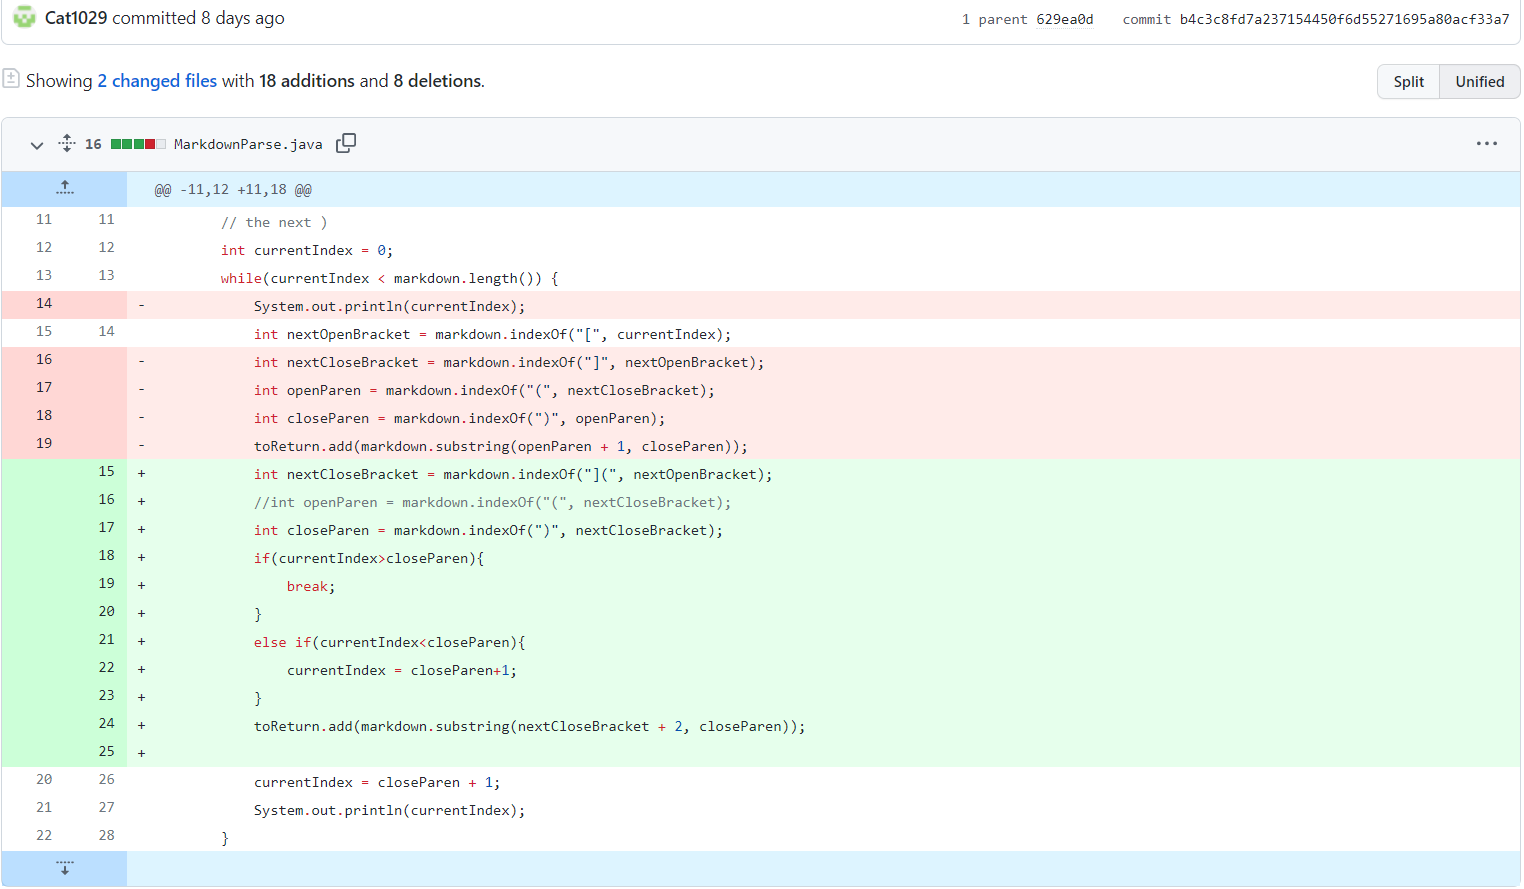 Cat1029 committed 8 days ago 1 parent 629ea0d commit b4c3c8fd7a237154450f6d55271695a80acf33a7
Showing 2 changed files with 18 additions and 8 deletions. Split Unified
16 MarkdownParse.java
@@ -11,12 +11,18 @@
11 11 // the next )
12 12 int currentIndex = 0;
13 13 while(currentIndex < markdown.length()) {
14 - System.out.println(currentIndex);
15 14 int nextOpenBracket = markdown.indexOf("[", currentIndex);
16 - int nextCloseBracket = markdown.indexOf("]", nextOpenBracket);
17 - int openParen = markdown.indexOf("(", nextCloseBracket);
18 - int closeParen = markdown.indexOf(")", openParen);
19 - toReturn.add(markdown.substring(openParen + 1, closeParen));
15 + int nextCloseBracket = markdown.indexOf("](", nextOpenBracket);
16 + //int openParen = markdown.indexOf("(", nextCloseBracket);
17 + int closeParen = markdown.indexOf(")", nextCloseBracket);
18 + if(currentIndex>closeParen){
19 + break;
20 + }
21 + else if(currentIndex<closeParen){
22 + currentIndex = closeParen+1;
23 + }
24 + toReturn.add(markdown.substring(nextCloseBracket + 2, closeParen));
25 +
20 26 currentIndex = closeParen + 1;
21 27 System.out.println(currentIndex);
22 28 }